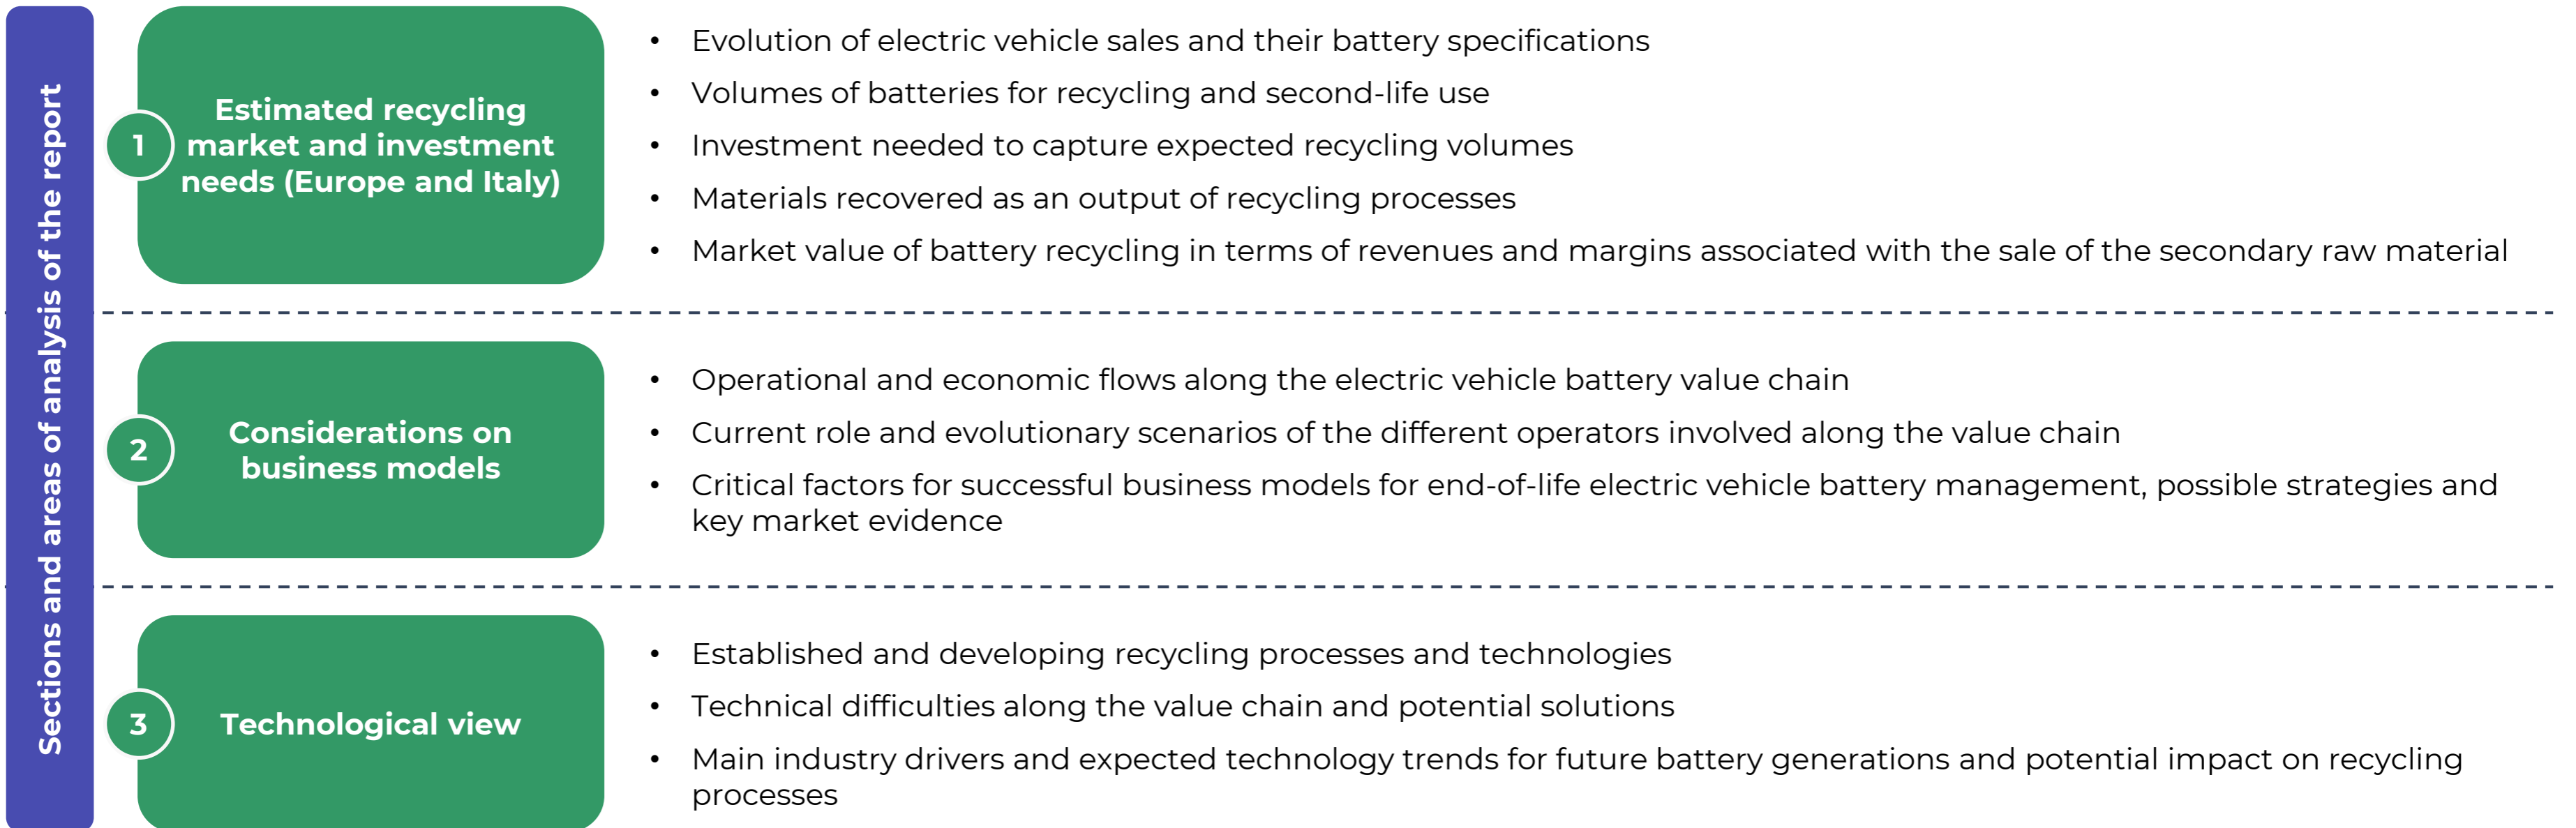 Sections and areas of analysis of the report
1
Estimated recycling
market and investment
needs (Europe and Italy)
• Evolution of electric vehicle sales and their battery specifications
• Volumes of batteries for recycling and second-life use
• Investment needed to capture expected recycling volumes
• Materials recovered as an output of recycling processes
• Market value of battery recycling in terms of revenues and margins associated with the sale of the secondary raw material
2
Considerations on
business models
• Operational and economic flows along the electric vehicle battery value chain
• Current role and evolutionary scenarios of the different operators involved along the value chain
• Critical factors for successful business models for end-of-life electric vehicle battery management, possible strategies and
key market evidence
3
Technological view
• Established and developing recycling processes and technologies
• Technical difficulties along the value chain and potential solutions
• Main industry drivers and expected technology trends for future battery generations and potential impact on recycling
processes